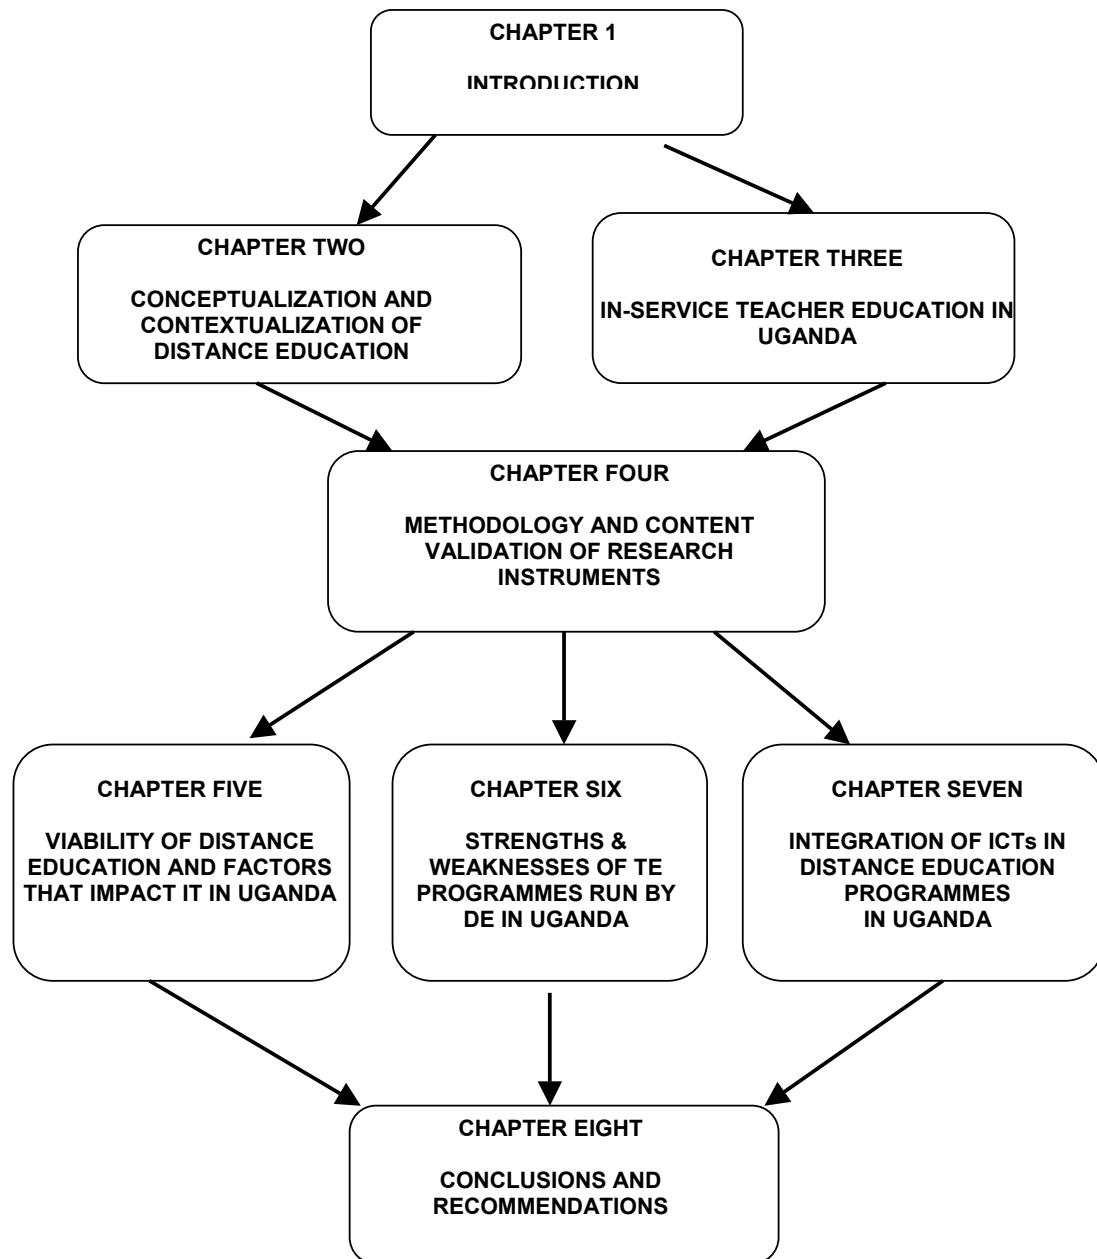 CHAPTER 1
INTRODUCTION
CHAPTER TWO
CONCEPTUALIZATION AND
CONTEXTUALIZATION OF
DISTANCE EDUCATION
CHAPTER THREE
IN-SERVICE TEACHER EDUCATION IN
UGANDA
CHAPTER FOUR
METHODOLOGY AND CONTENT
VALIDATION OF RESEARCH
INSTRUMENTS
CHAPTER FIVE
VIABILITY OF DISTANCE
EDUCATION AND FACTORS
THAT IMPACT IT IN UGANDA
CHAPTER SIX
STRENGTHS &
WEAKNESSES OF TE
PROGRAMMES RUN BY
DE IN UGANDA
CHAPTER SEVEN
INTEGRATION OF ICTs IN
DISTANCE EDUCATION
PROGRAMMES
IN UGANDA
CHAPTER EIGHT
CONCLUSIONS AND
RECOMMENDATIONS